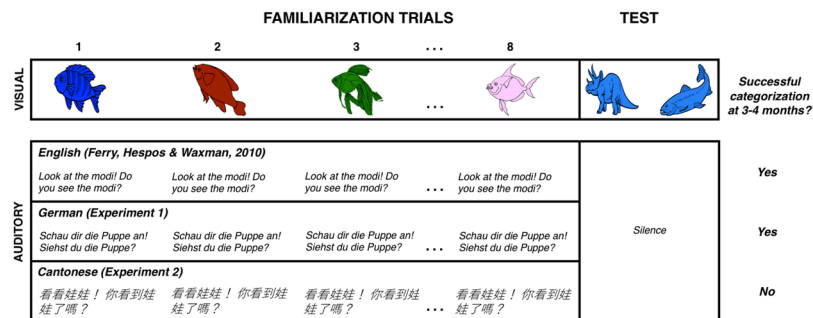 FAMILIARIZATION TRIALS TEST
1 2 3 ... 8
VISUAL
...
Successful
categorization
at 3-4 months?
AUDITORY
English (Ferry, Hespos & Waxman, 2010)
Look at the modi! Do Look at the modi! Do Look at the modi! Do Look at the modi! Do
you see the modi? you see the modi? you see the modi? ... you see the modi?
Yes
German (Experiment 1)
Schau dir die Puppe an! Schau dir die Puppe an! Schau dir die Puppe an! Schau dir die Puppe an!
Siehst du die Puppe? Siehst du die Puppe? Siehst du die Puppe? ... Siehst du die Puppe?
Silence
Yes
Cantonese (Experiment 2)
看看娃娃！ 你看到娃 看看娃娃！ 你看到娃 看看娃娃！ 你看到娃 看看娃娃！ 你看到娃
娃了嗎？ 娃了嗎？ 娃了嗎？ ... 娃了嗎？
No